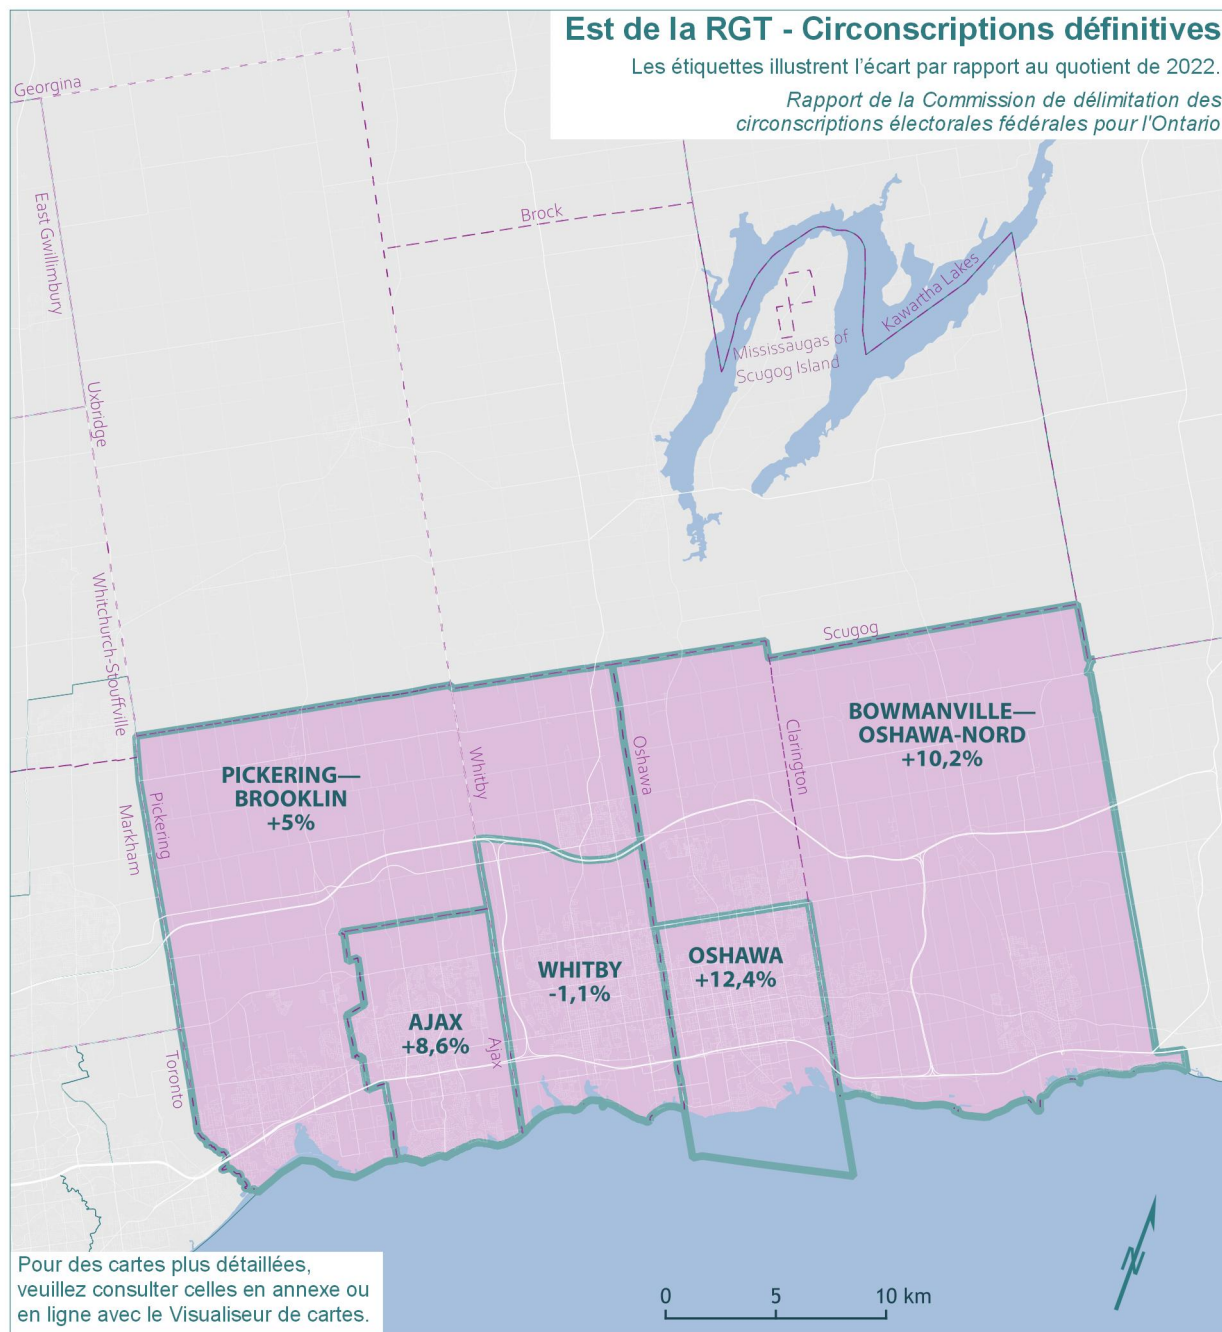 Est de la RGT - Circonscriptions définitives
Les étiquettes illustrent l'écart par rapport au quotient de 2022.
Rapport de la Commission de délimitation des
circonscriptions électorales fédérales pour l'Ontario
Georgina
East Gwillimbury
Brock
Kawartha Lakes
Mississaugas of
Scugog Island
Uxbridge
Whitchurch-Stouffville
Scugog
BOWMANVILLE—
OSHAWA-NORD
+10,2%
Clarington
Oshawa
Whitby
PICKERING—
BROOKLIN
+5%
Pickering
Markham
WHITBY
-1,1%
OSHAWA
+12,4%
AJAX
+8,6%
Ajax
Toronto
Pour des cartes plus détaillées,
veuillez consulter celles en annexe ou
en ligne avec le Visualiseur de cartes.
0 5 10 km
N